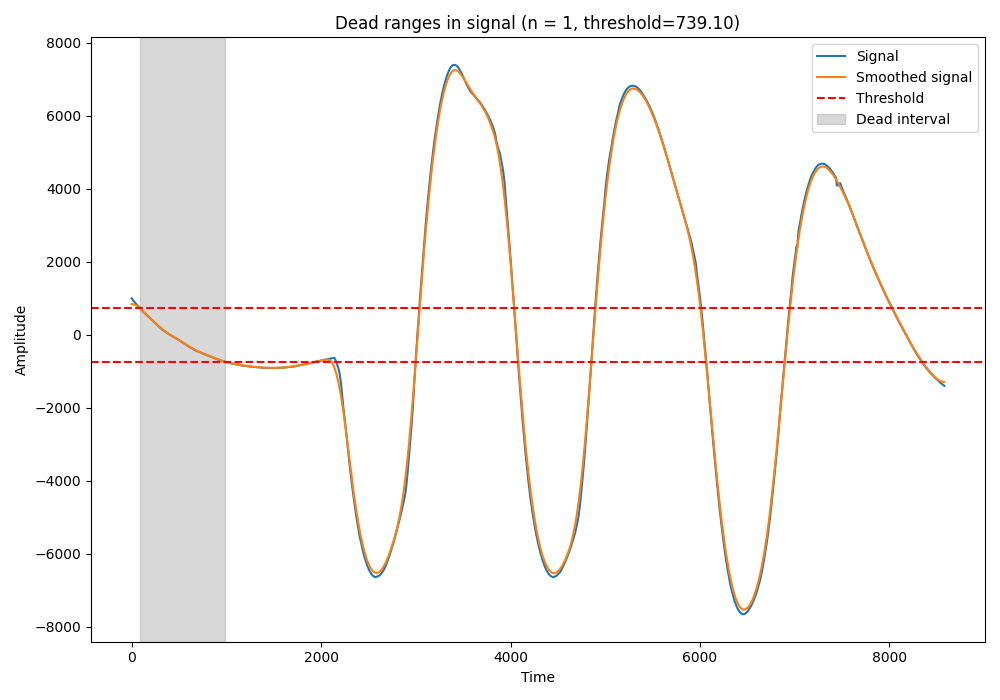 Dead ranges in signal (n = 1, threshold=739.10)
8000
6000
4000
2000
0
−2000
−4000
−6000
−8000
Amplitude
Signal
Smoothed signal
Threshold
Dead interval
0
2000
4000
6000
8000
Time